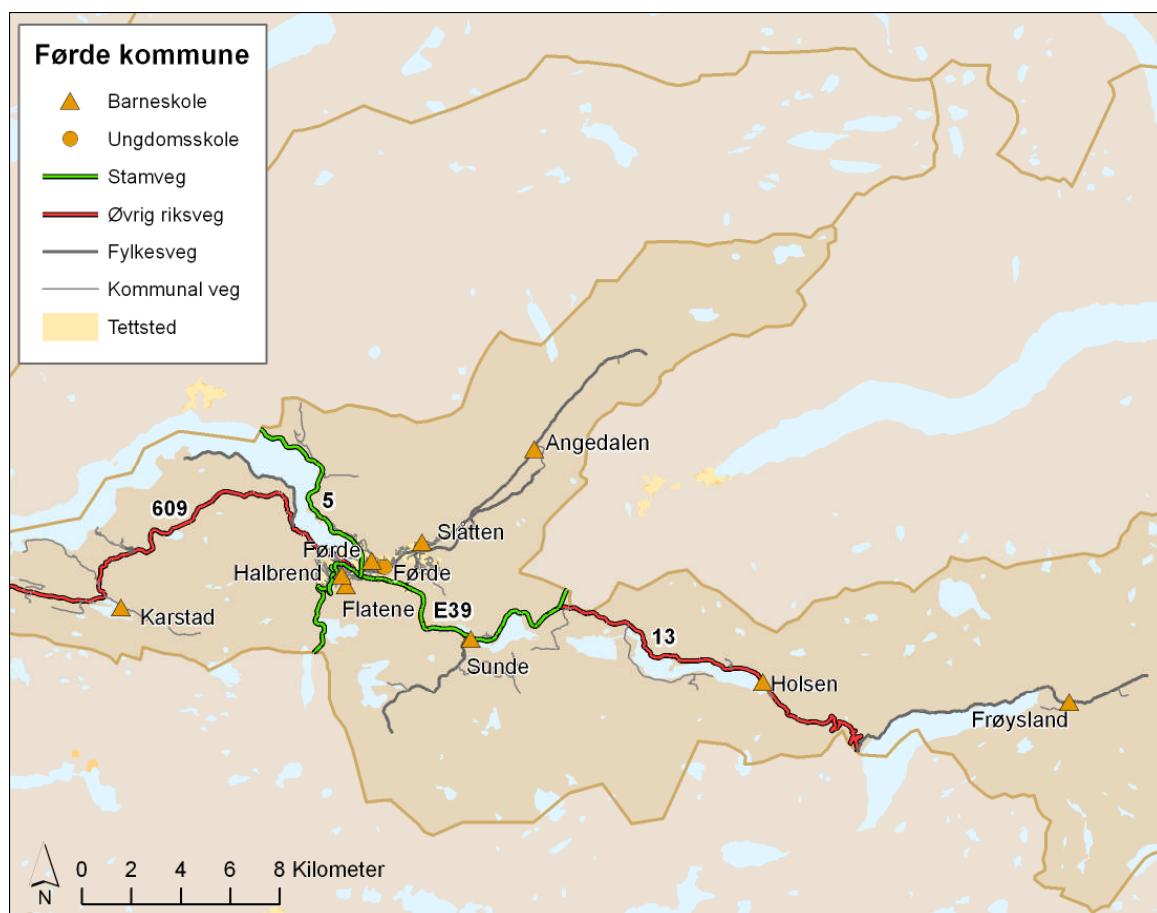 Førde kommune
Barneskole
Ungdomsskole
Stamveg
Øvrig riksveg
Fylkesveg
Kommunal veg
Tettsted
Angedalen
609
5
Slåtten
Førde
Halbrend
Førde
Flatene
E39
Karstad
13
Sunde
Holsen
Frøysland
N
0 2 4 6 8 Kilometer